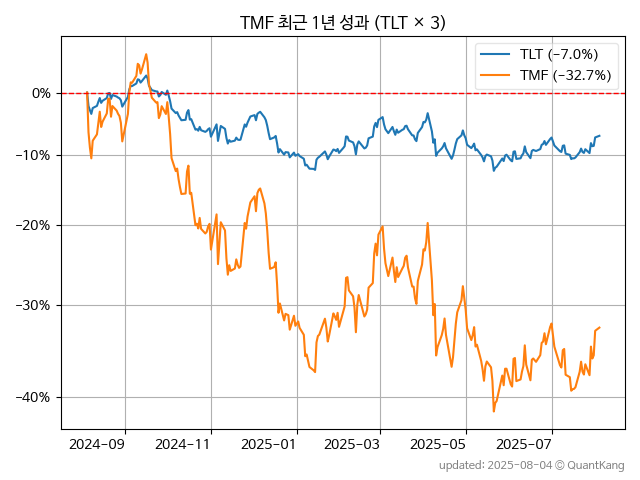 TMF 최근 1년 성과 (TLT × 3)
TLT (−7.0%)
TMF (−32.7%)
0%
−10%
−20%
−30%
−40%
2024-09
2024-11
2025-01
2025-03
2025-05
2025-07
updated: 2025-08-04 © QuantKang